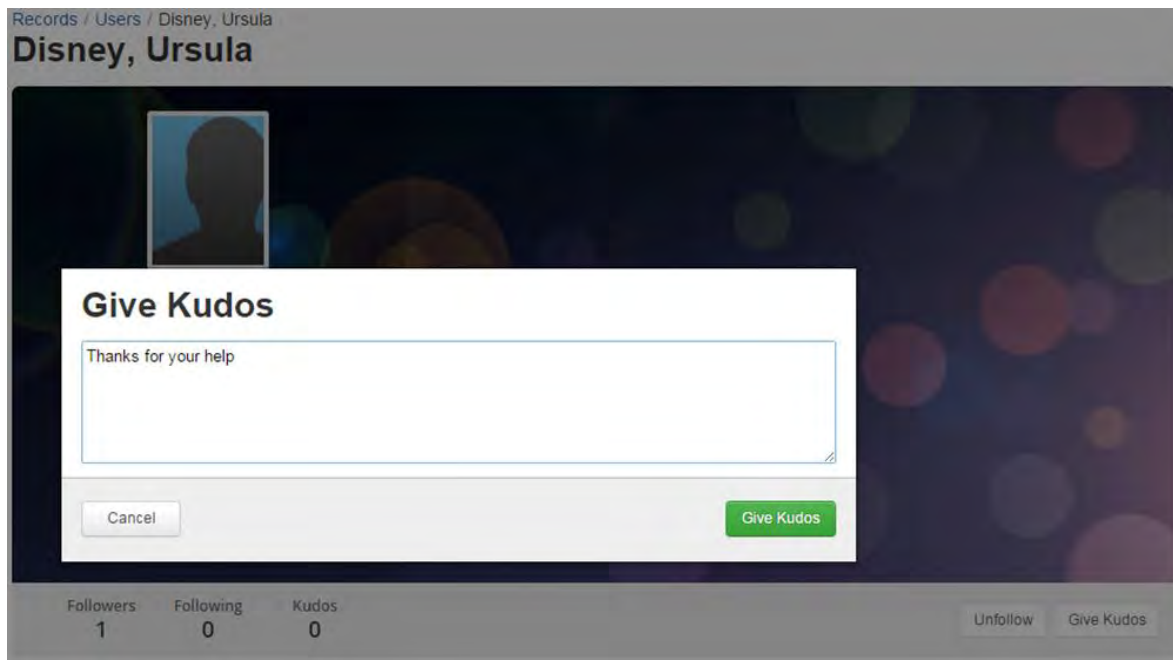 Records / Users / Disney, Ursula
Disney, Ursula
Give Kudos
Thanks for your help
Cancel
Give Kudos
Followers Following Kudos
1 0 0
Unfollow Give Kudos